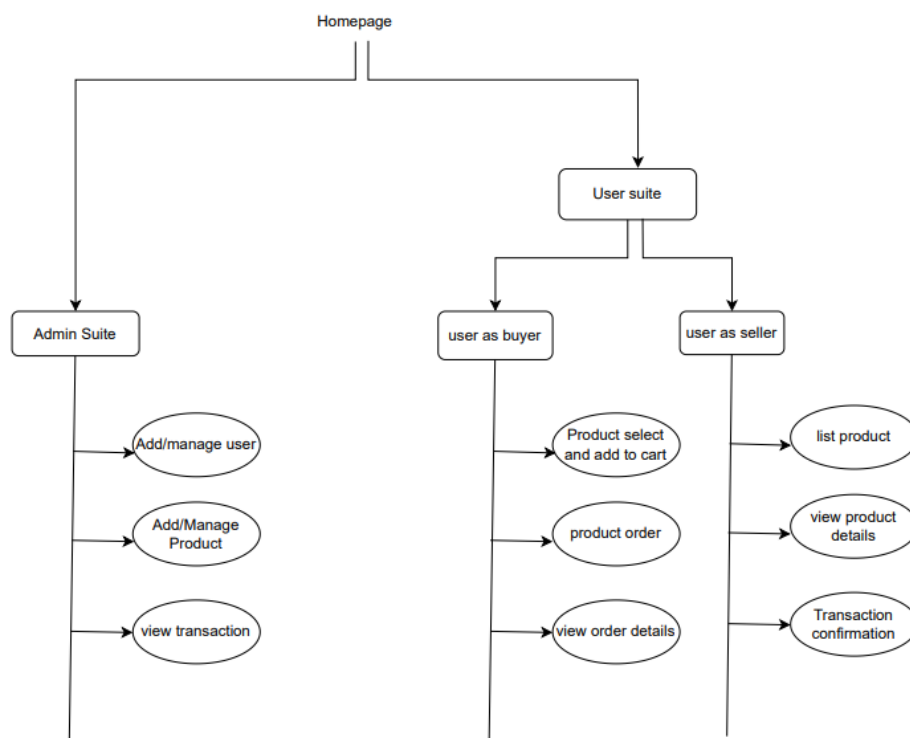 Homepage
User suite
Admin Suite
user as buyer
user as seller
Add/manage user
Product select
and add to cart
list product
Add/Manage
Product
product order
view product
details
view transaction
view order details
Transaction
confirmation